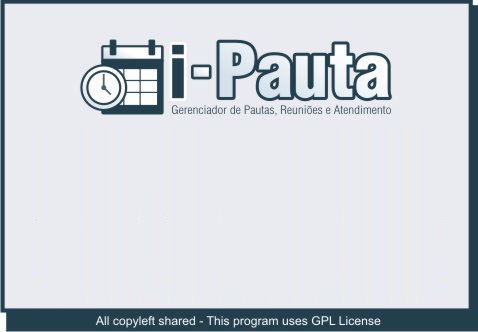 i-Pauta
Gerenciador de Pautas, Reuniões e Atendimento
All copyleft shared - This program uses GPL License